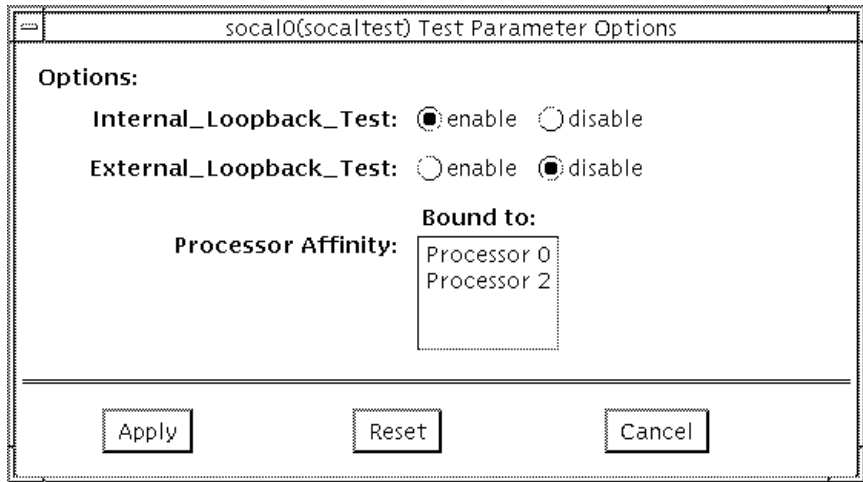 socal0(socaltest) Test Parameter Options
Options:
Internal_Loopback_Test: enable disable
External_Loopback_Test: enable disable
Bound to:
Processor Affinity: Processor 0
Processor 2
Apply Reset Cancel